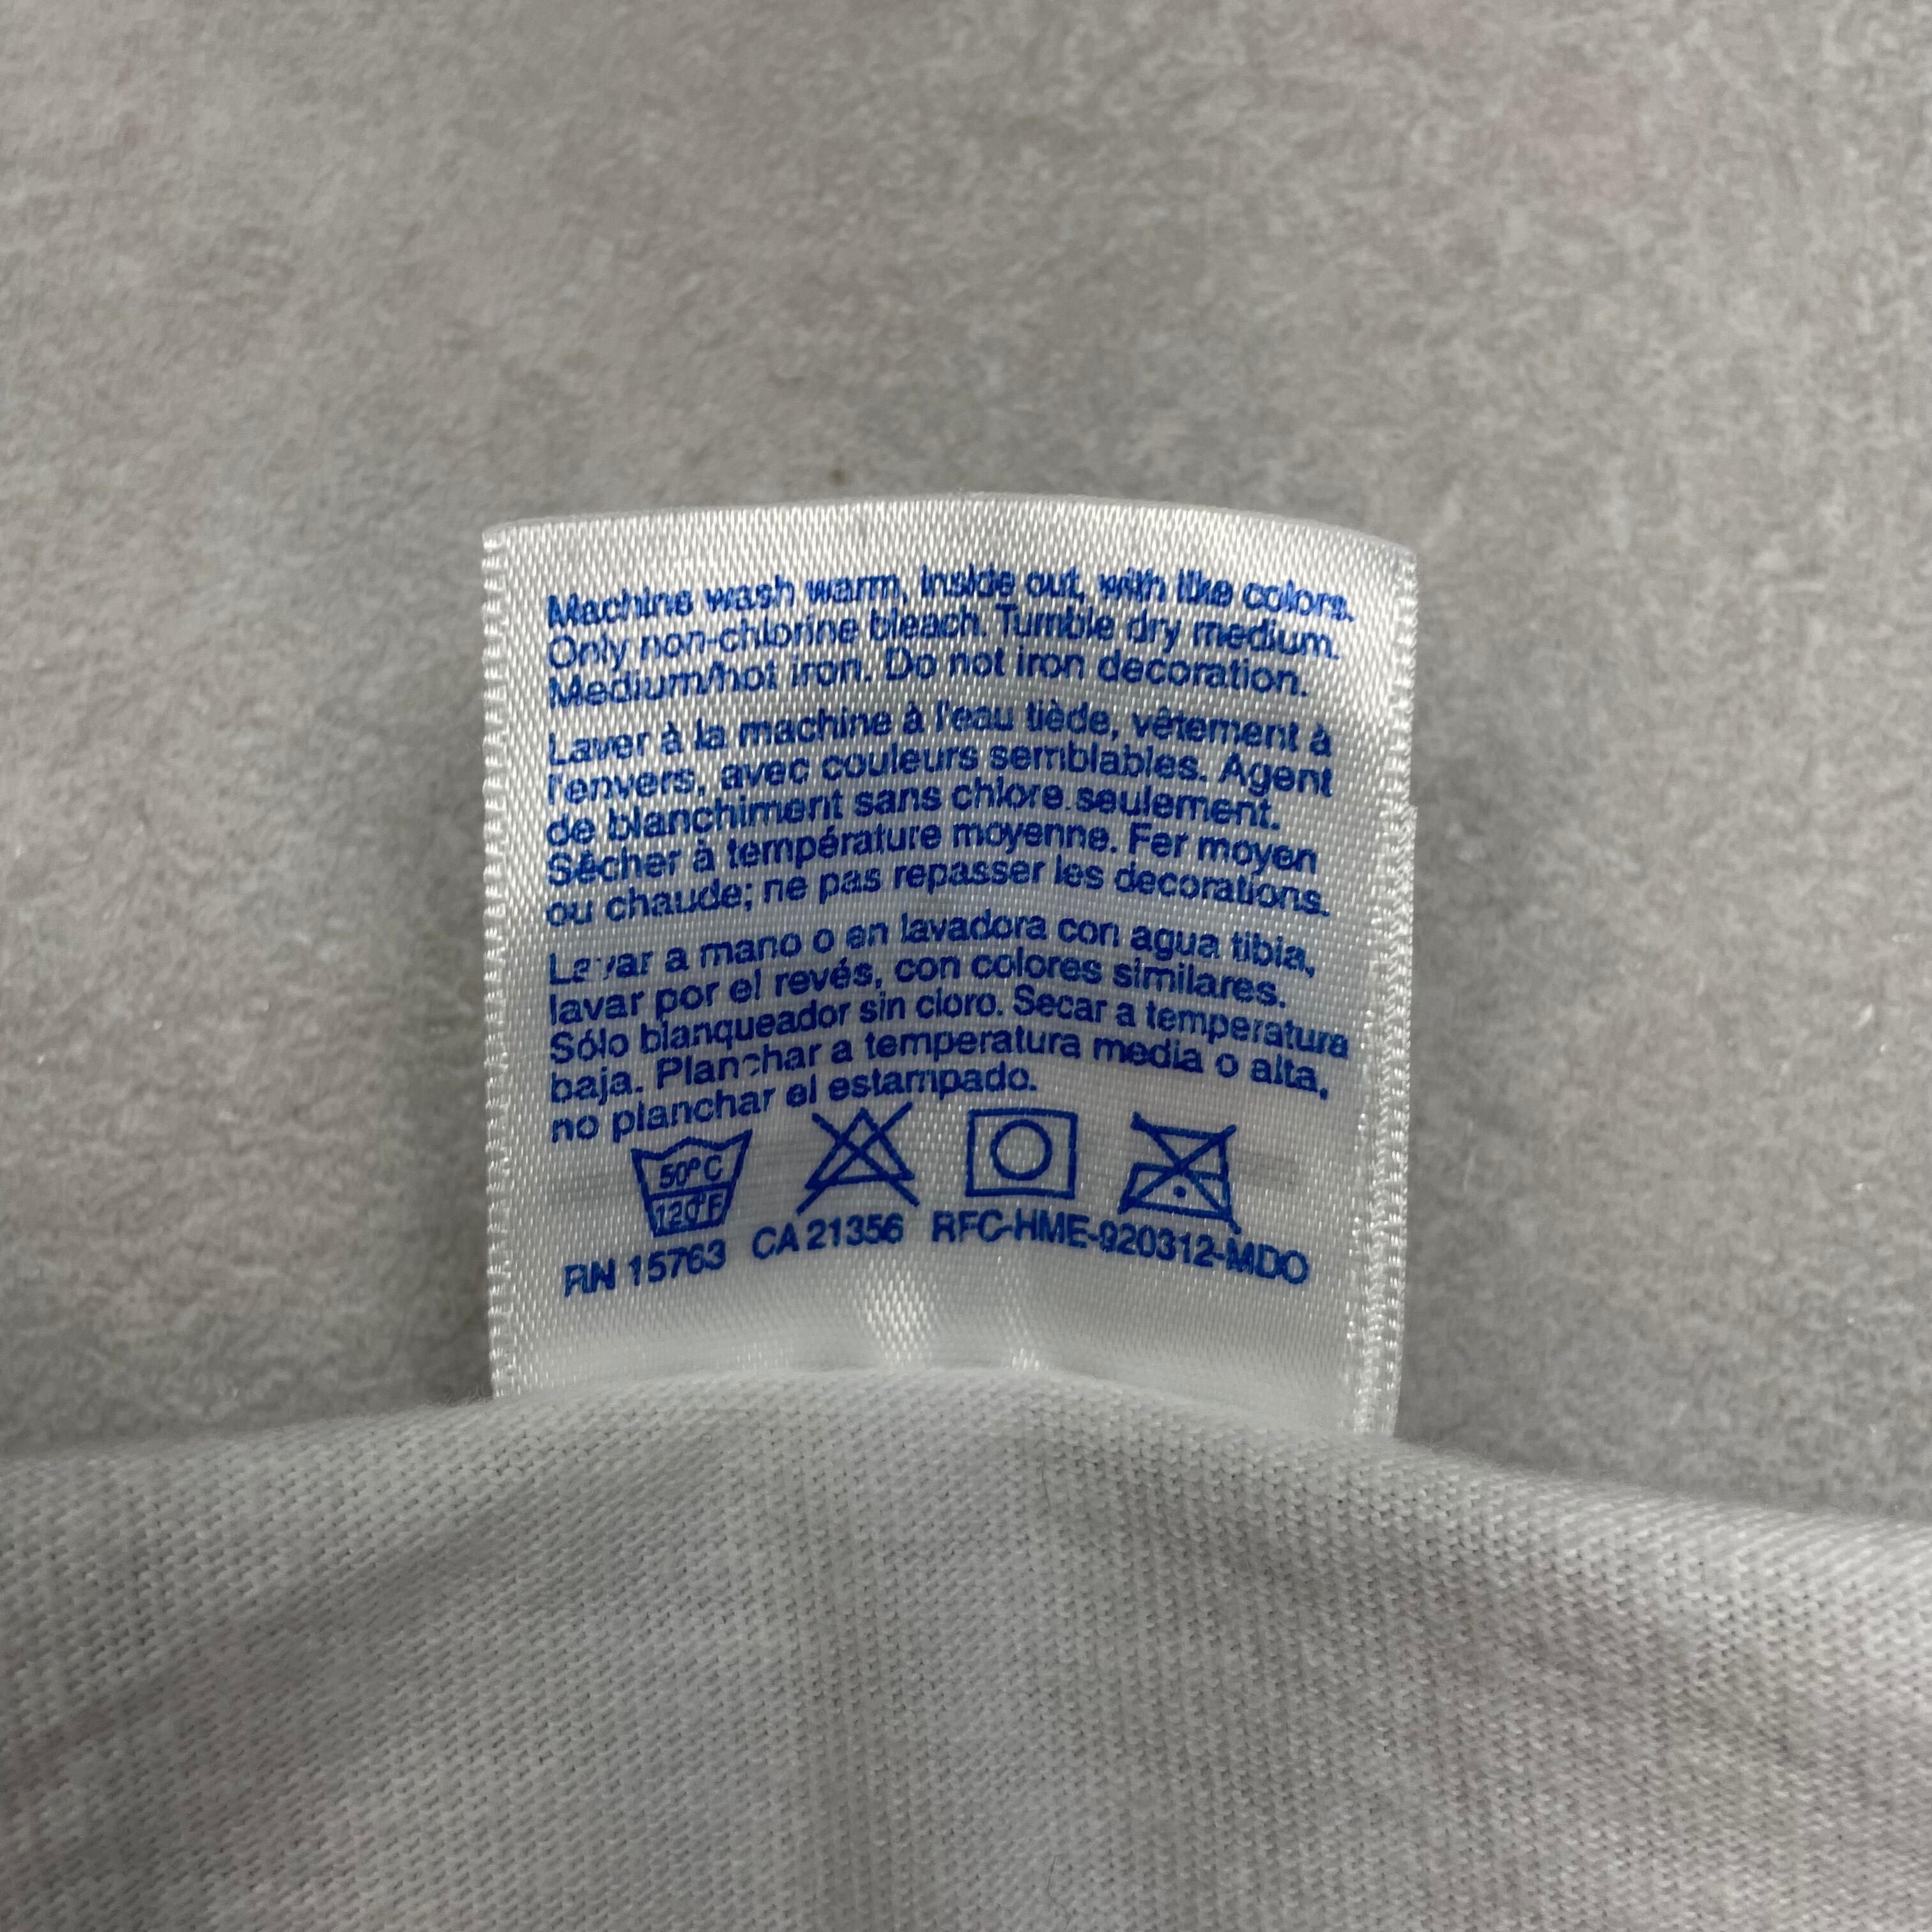 Machine wash warm, inside out, with like colors.
Only non-chlorine bleach. Tumble dry medium.
Medium/hot iron. Do not iron decoration.
Laver à la machine à l'eau tiède, vêtement à
l'envers, avec couleurs semblables. Agent
de blanchiment sans chlore seulement.
Sécher à température moyenne. Fer moyen
ou chaude; ne pas repasser les decorations.
Lavar a mano o en lavadora con agua tibia,
lavar por el revés, con colores similares.
Sólo blanqueador sin cloro. Secar a temperatura
baja. Planchar a temperatura media o alta,
no planchar el estampado.
50°C
120°F
RN 15763 CA 21356 RFC-HME-920312-MDO